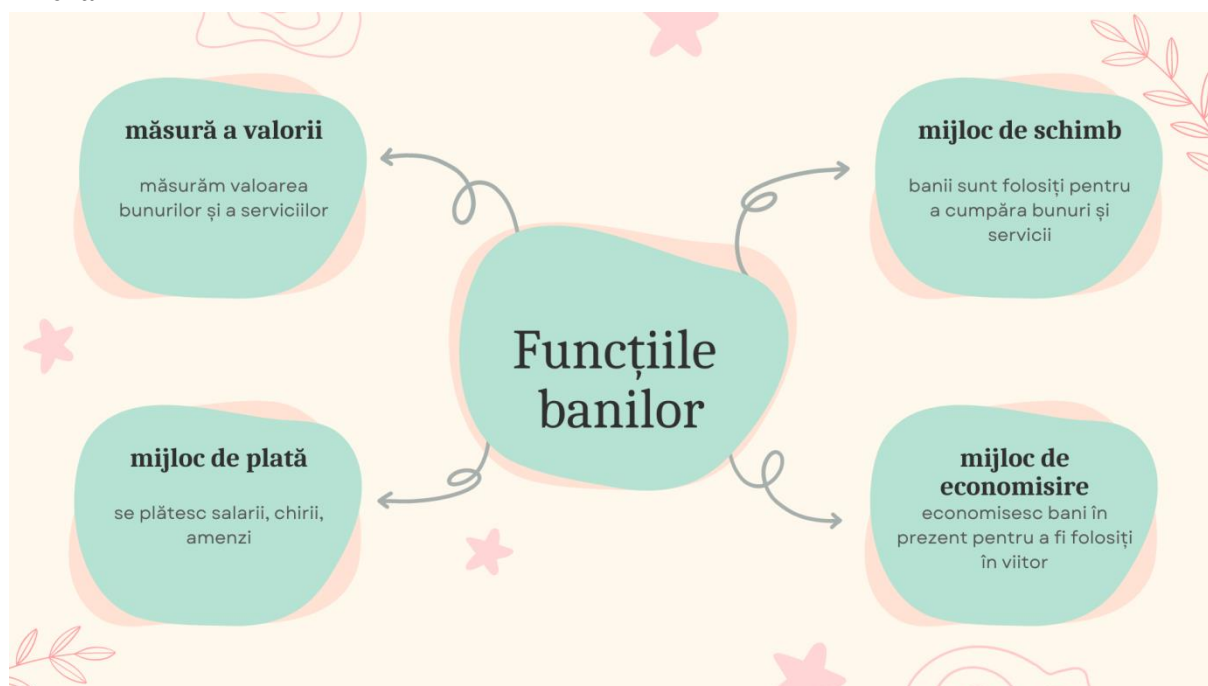 măsură a valorii
măsurăm valoarea
bunurilor și a serviciilor
mijloc de schimb
banii sunt folosiți pentru
a cumpăra bunuri și
servicii
Funcțiile
banilor
mijloc de plată
se plătesc salarii, chirii,
amenzi
mijloc de
economisire
economisesc bani în
prezent pentru a fi folosiți
în viitor